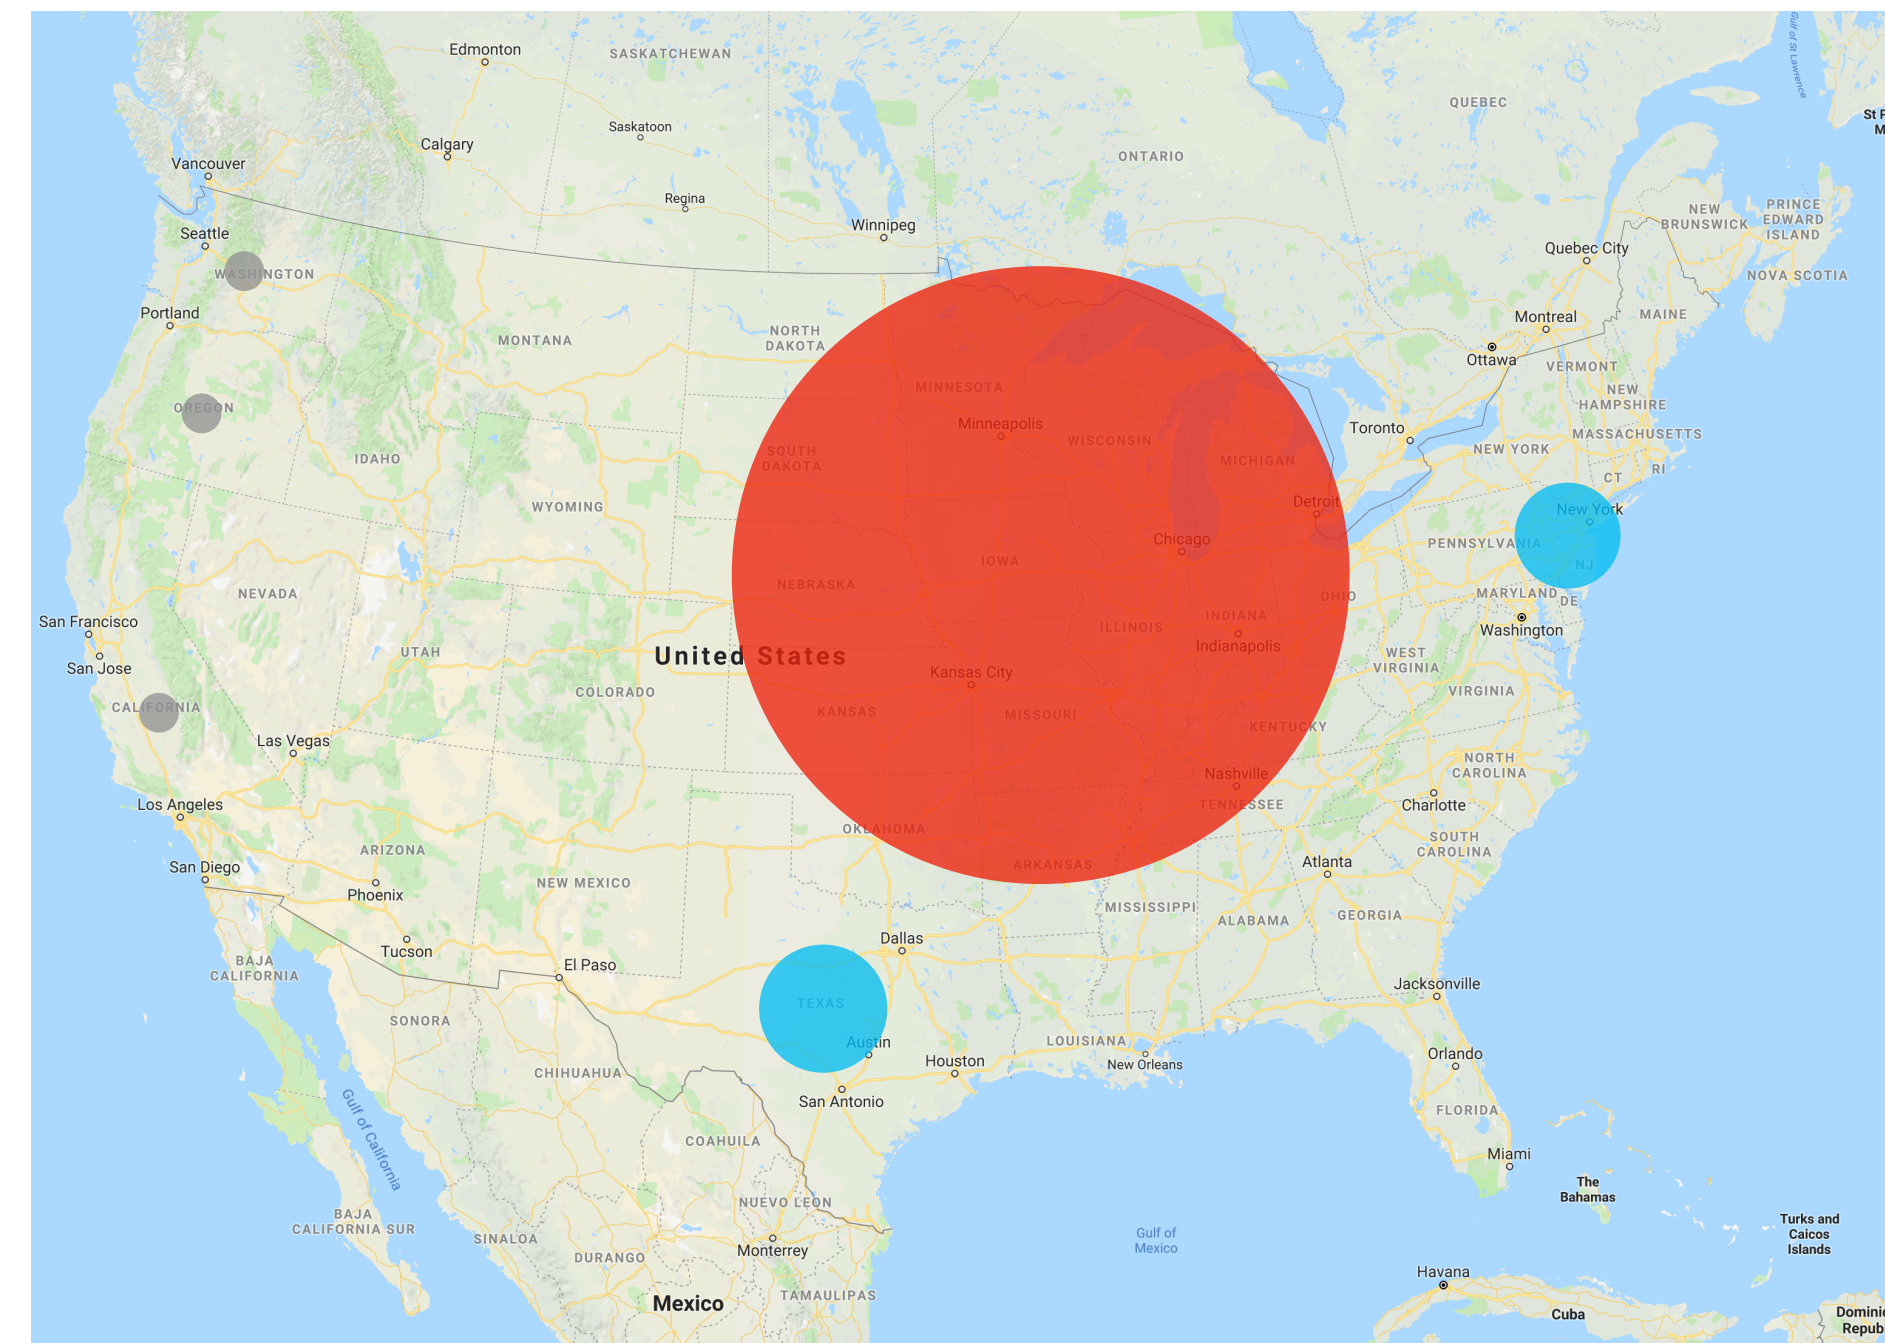 Edmonton
SASKATCHEWAN
Gulf of St Lawrence
QUEBEC
St P
M
Saskatoon
Calgary
ONTARIO
Vancouver
Regina
Winnipeg
NEW
BRUNSWICK
PRINCE
EDWARD
ISLAND
Seattle
Quebec City
WASHINGTON
NOVA SCOTIA
Portland
MONTANA
NORTH
DAKOTA
Montreal
MAINE
Ottawa
VERMONT
MINNESOTA
NEW
HAMPSHIRE
OREGON
Minneapolis
Toronto
WISCONSIN
MASSACHUSETTS
NEW YORK
SOUTH
DAKOTA
IDAHO
MICHIGAN
RI
CT
WYOMING
Detroit
New York
Chicago
PENNSYLVANIA
IOWA
NJ
NEBRASKA
NEVADA
OHIO
MARYLAND
DE
San Francisco
INDIANA
ILLINOIS
Washington
Indianapolis
UTAH
United States
WEST
VIRGINIA
San Jose
Kansas City
COLORADO
VIRGINIA
CALIFORNIA
KANSAS
MISSOURI
KENTUCKY
Las Vegas
NORTH
CAROLINA
Nashville
Los Angeles
TENNESSEE
Charlotte
OKLAHOMA
SOUTH
CAROLINA
ARIZONA
ARKANSAS
Atlanta
San Diego
NEW MEXICO
Phoenix
MISSISSIPPI
ALABAMA
GEORGIA
Dallas
Tucson
BAJA
CALIFORNIA
El Paso
Jacksonville
TEXAS
SONORA
Austin
LOUISIANA
Houston
New Orleans
Orlando
CHIHUAHUA
San Antonio
FLORIDA
Gulf of California
COAHUILA
Miami
The
Bahamas
NUEVO LEON
BAJA
CALIFORNIA SUR
SINALOA
Gulf of
Mexico
Turks and
Caicos
Islands
Monterrey
DURANGO
Havana
TAMAULIPAS
Mexico
Cuba
Dominic
Repub